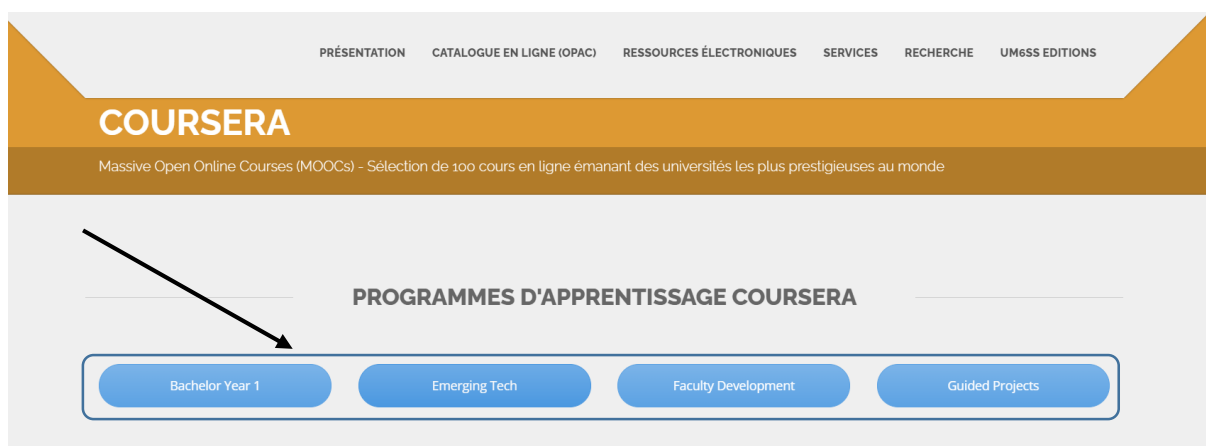 PRÉSENTATION CATALOGUE EN LIGNE (OPAC) RESSOURCES ÉLECTRONIQUES SERVICES RECHERCHE UM6SS EDITIONS
COURSERA
Massive Open Online Courses (MOOCs) - Sélection de 100 cours en ligne émanant des universités les plus prestigieuses au monde
PROGRAMMES D'APPRENTISSAGE COURSERA
Bachelor Year 1 Emerging Tech Faculty Development Guided Projects